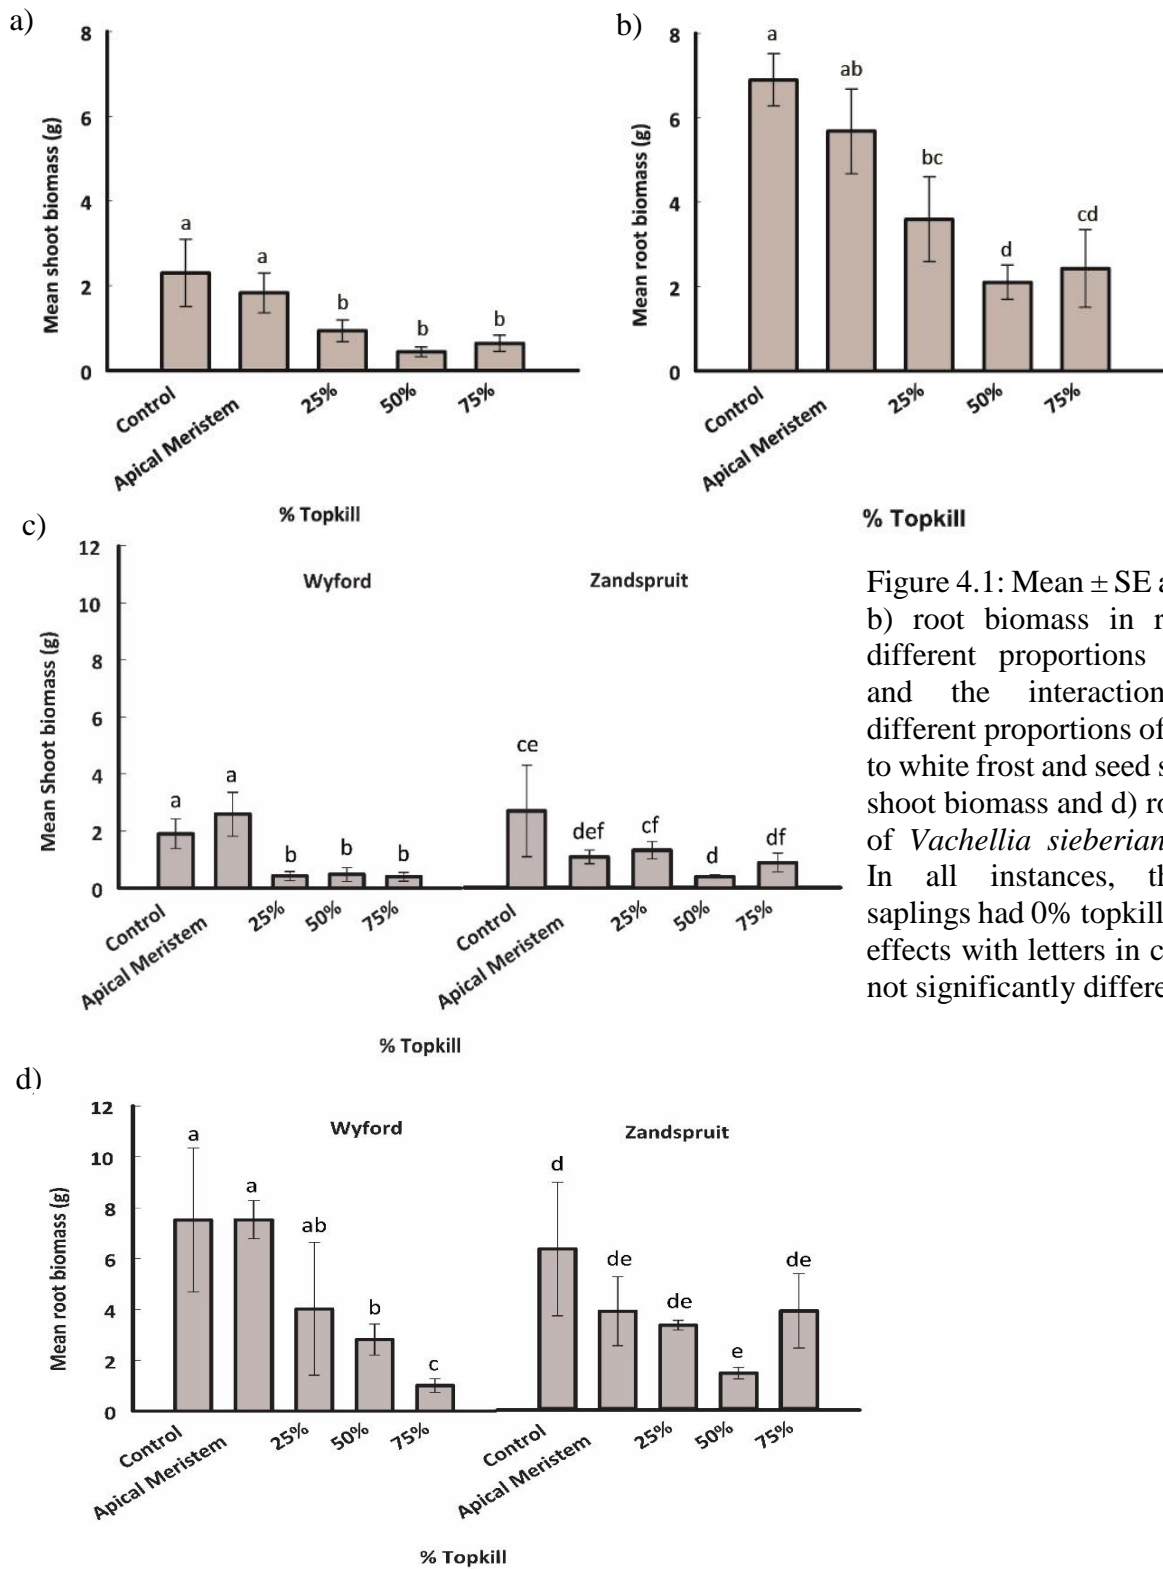 a)
8
6
4
2
0
Mean shoot biomass (g)
a
a
b
b
b
Control
Apical Meristem
25%
50%
75%
% Topkill
b)
8
6
4
2
0
Mean root biomass (g)
a
ab
bc
d
cd
Control
Apical Meristem
25%
50%
75%
% Topkill
c)
12
10
8
6
4
2
0
Mean Shoot biomass (g)
Wyford
Zandspruit
a
a
b
b
b
ce
def
cf
d
df
Control
Apical Meristem
25%
50%
75%
Control
Apical Meristem
25%
50%
75%
% Topkill
Figure 4.1: Mean ± SE a
b) root biomass in r
different proportions
and the interaction
different proportions of
to white frost and seed s
shoot biomass and d) ro
of Vachellia sieberian
In all instances, th
saplings had 0% topkill
effects with letters in c
not significantly differe
d)
12
10
8
6
4
2
0
Mean root biomass (g)
Wyford
Zandspruit
a
a
ab
b
c
d
de
de
e
de
Control
Apical Meristem
25%
50%
75%
Control
Apical Meristem
25%
50%
75%
% Topkill